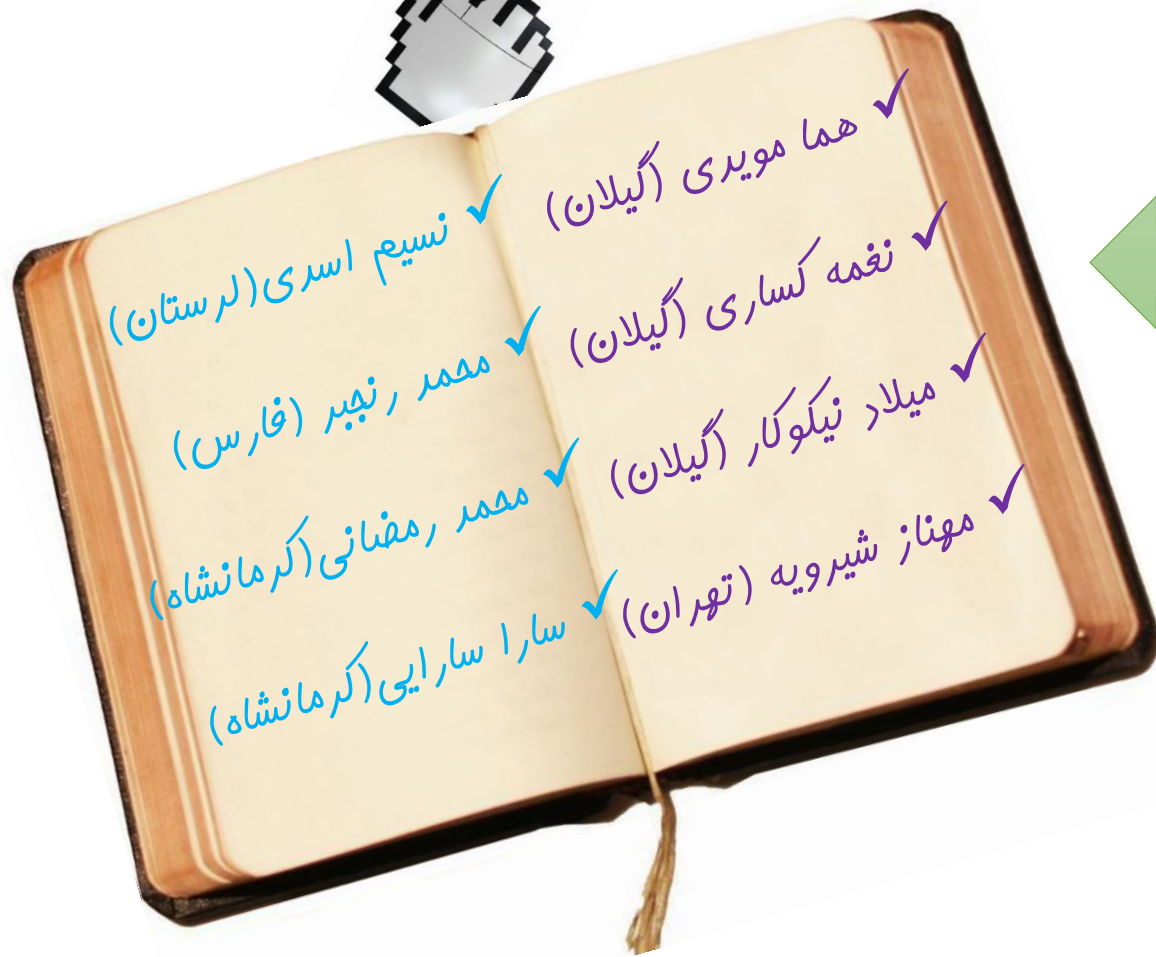 ✓ هما مویدی (گیلان)
✓ نغمه کساری (گیلان)
✓ میلاد نیکوکار (گیلان)
✓ مهناز شیرویه (تهران)
✓ نسیم اسدی(لرستان)
✓ محمد رنجبر (فارس)
✓ محمد رمضانی(کرمانشاه)
✓ سارا سارایی(کرمانشاه)